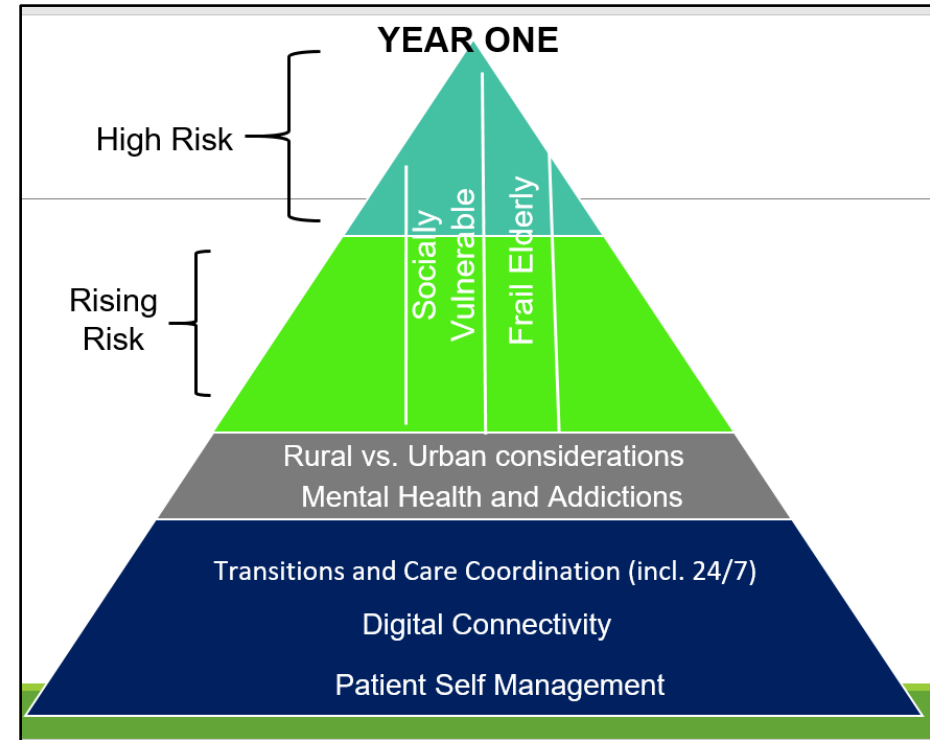 YEAR ONE
High Risk
Rising
Risk
Socially
Vulnerable
Frail Elderly
Rural vs. Urban considerations
Mental Health and Addictions
Transitions and Care Coordination (incl. 24/7)
Digital Connectivity
Patient Self Management